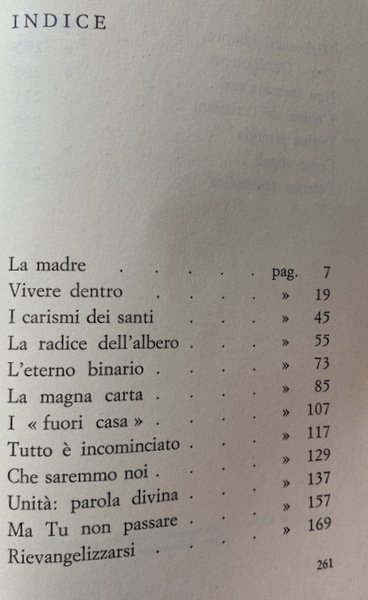 INDICE
La madre . . . . . pag. 7
Vivere dentro . . . . » 19
I carismi dei santi . . . » 45
La radice dell'albero . . . » 55
L'eterno binario . . . . » 73
La magna carta . . . . » 85
I « fuori casa » . . . . » 107
Tutto è incominciato . . . » 117
Che saremmo noi . . . . » 129
Unità: parola divina . . . » 137
Ma Tu non passare . . . » 157
Rievangelizzarsi . . . . » 169
261